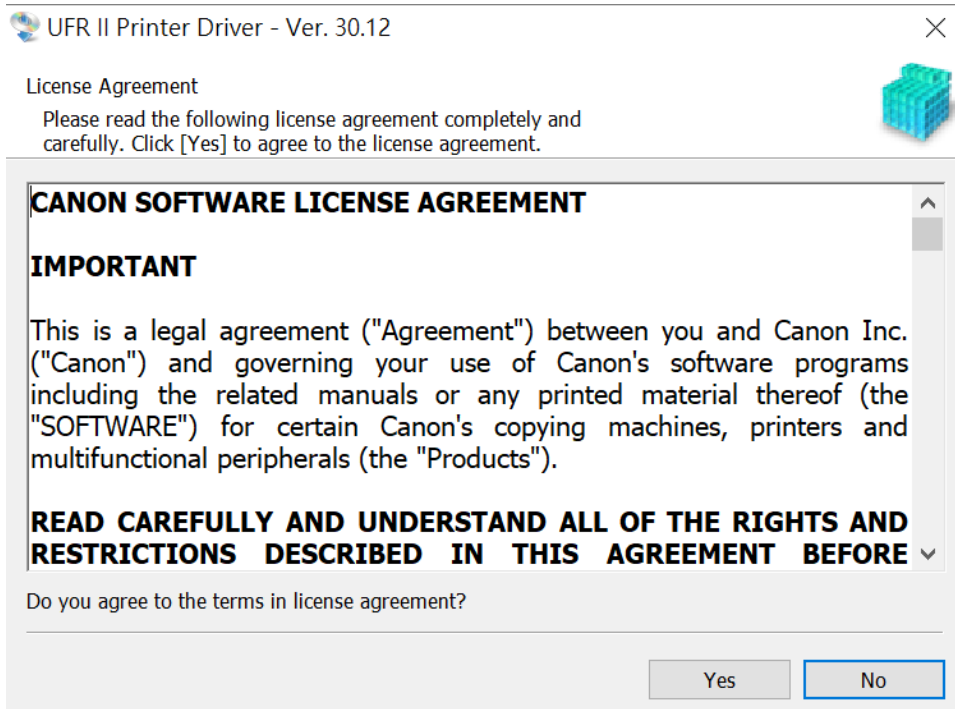 UFR II Printer Driver - Ver. 30.12
License Agreement
Please read the following license agreement completely and
carefully. Click [Yes] to agree to the license agreement.
CANON SOFTWARE LICENSE AGREEMENT
IMPORTANT
This is a legal agreement ("Agreement") between you and Canon Inc.
("Canon") and governing your use of Canon's software programs
including the related manuals or any printed material thereof (the
"SOFTWARE") for certain Canon's copying machines, printers and
multifunctional peripherals (the "Products").
READ CAREFULLY AND UNDERSTAND ALL OF THE RIGHTS AND
RESTRICTIONS DESCRIBED IN THIS AGREEMENT BEFORE
Do you agree to the terms in license agreement?
Yes No